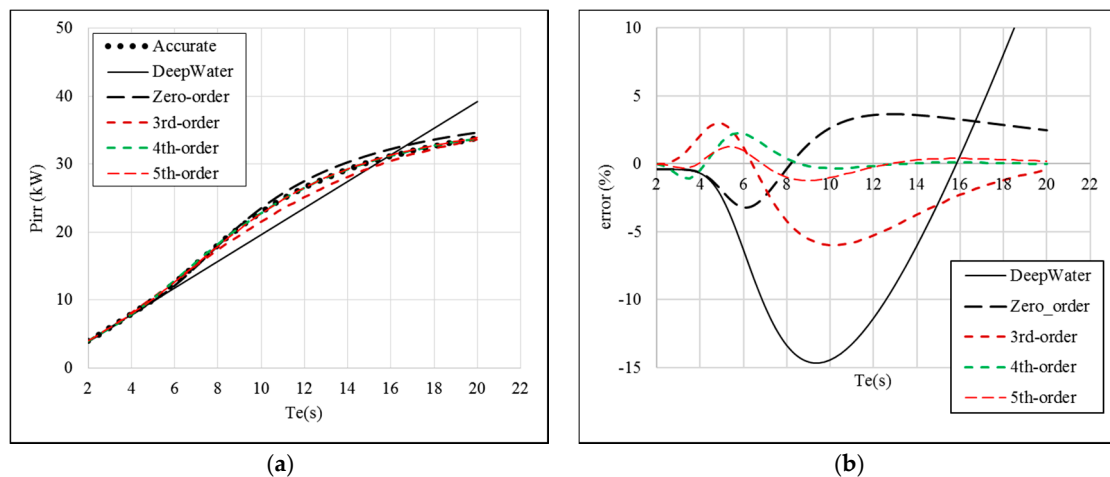 50
40
30
20
10
0
Pirr (kW)
Accurate
DeepWater
Zero-order
3rd-order
4th-order
5th-order
2 4 6 8 10 12 14 16 18 20 22
Te(s)
(a)
10
5
0
-5
-10
-15
error (%)
2 4 6 8 10 12 14 16 18 20 22
Te(s)
DeepWater
Zero_order
3rd-order
4th-order
5th-order
(b)